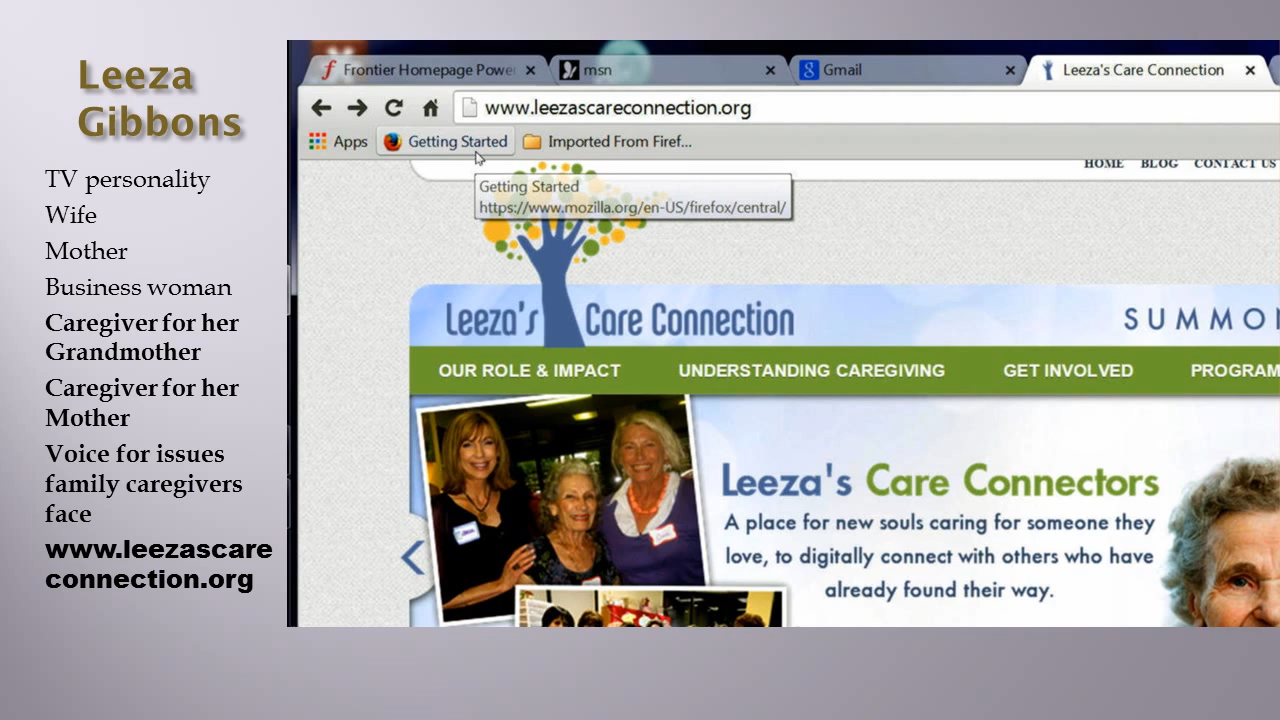 Leeza
Gibbons
TV personality
Wife
Mother
Business woman
Caregiver for her
Grandmother
Caregiver for her
Mother
Voice for issues
family caregivers
face
www.leezascare
connection.org
Frontier Homepage Powe
msn
Gmail
Leeza's Care Connection
www.leezascareconnection.org
Apps
Getting Started
Imported From Firef...
HOME BLOG CONTACT US
Getting Started
https://www.mozilla.org/en-US/firefox/central/
Leeza's Care Connection
SUMMON
OUR ROLE & IMPACT UNDERSTANDING CAREGIVING GET INVOLVED PROGRAM
Leeza's Care Connectors
A place for new souls caring for someone they
love, to digitally connect with others who have
already found their way.